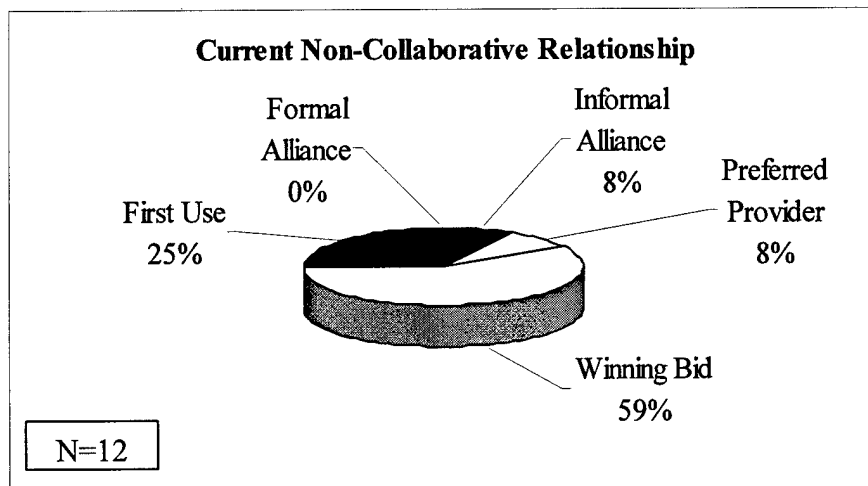 Current Non-Collaborative Relationship
Formal
Alliance
0%
Informal
Alliance
8%
Preferred
Provider
8%
First Use
25%
Winning Bid
59%
N=12